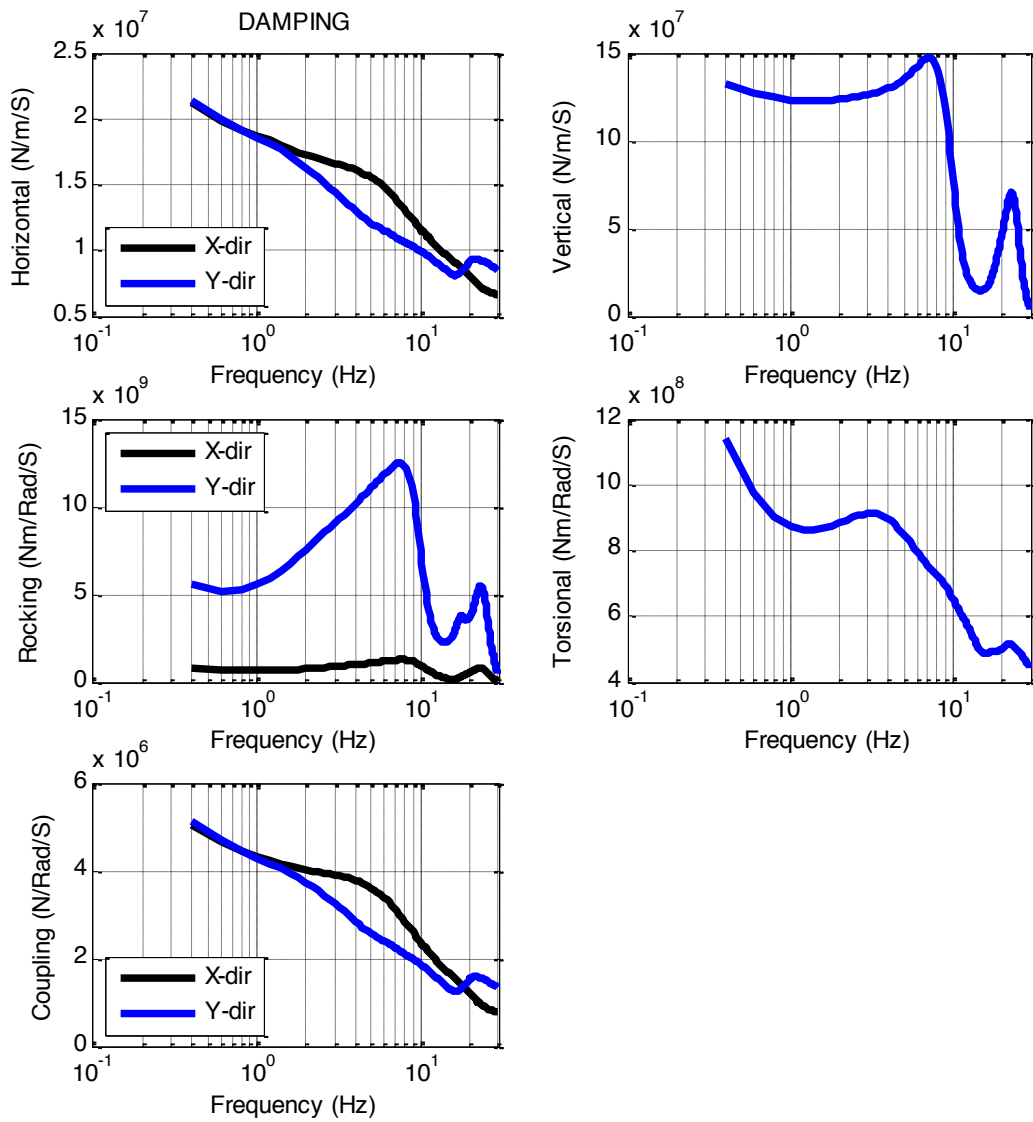 DAMPING
x 10^7
2.5
2
1.5
1
0.5
Horizontal (N/m/S)
X-dir
Y-dir
10^-1 10^0 10^1
Frequency (Hz)
x 10^7
15
10
5
0
Vertical (N/m/S)
10^-1 10^0 10^1
Frequency (Hz)
x 10^9
15
10
5
0
Rocking (Nm/Rad/S)
X-dir
Y-dir
10^-1 10^0 10^1
Frequency (Hz)
x 10^8
12
10
8
6
4
Torsional (Nm/Rad/S)
10^-1 10^0 10^1
Frequency (Hz)
x 10^6
6
4
2
0
Coupling (N/Rad/S)
X-dir
Y-dir
10^-1 10^0 10^1
Frequency (Hz)